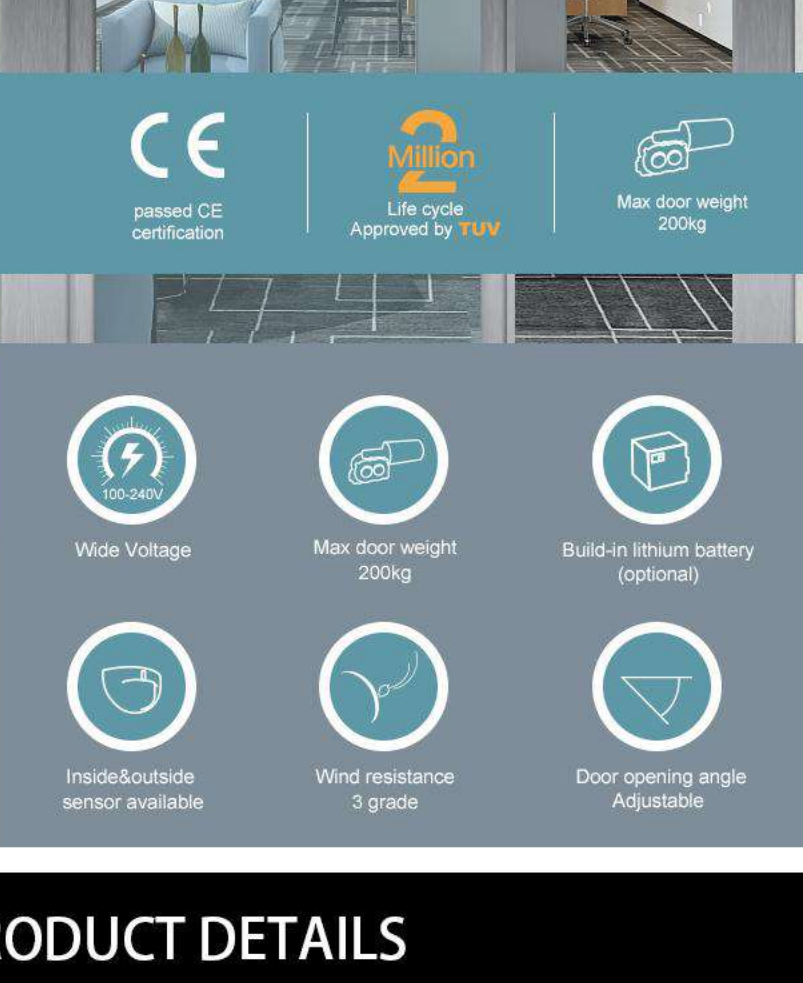 CE
passed CE
certification
2
Million
Life cycle
Approved by TUV
Max door weight
200kg
100-240V
Wide Voltage
Max door weight
200kg
Build-in lithium battery
(optional)
Inside&outside
sensor available
Wind resistance
3 grade
Door opening angle
Adjustable
RODUCT DETAILS